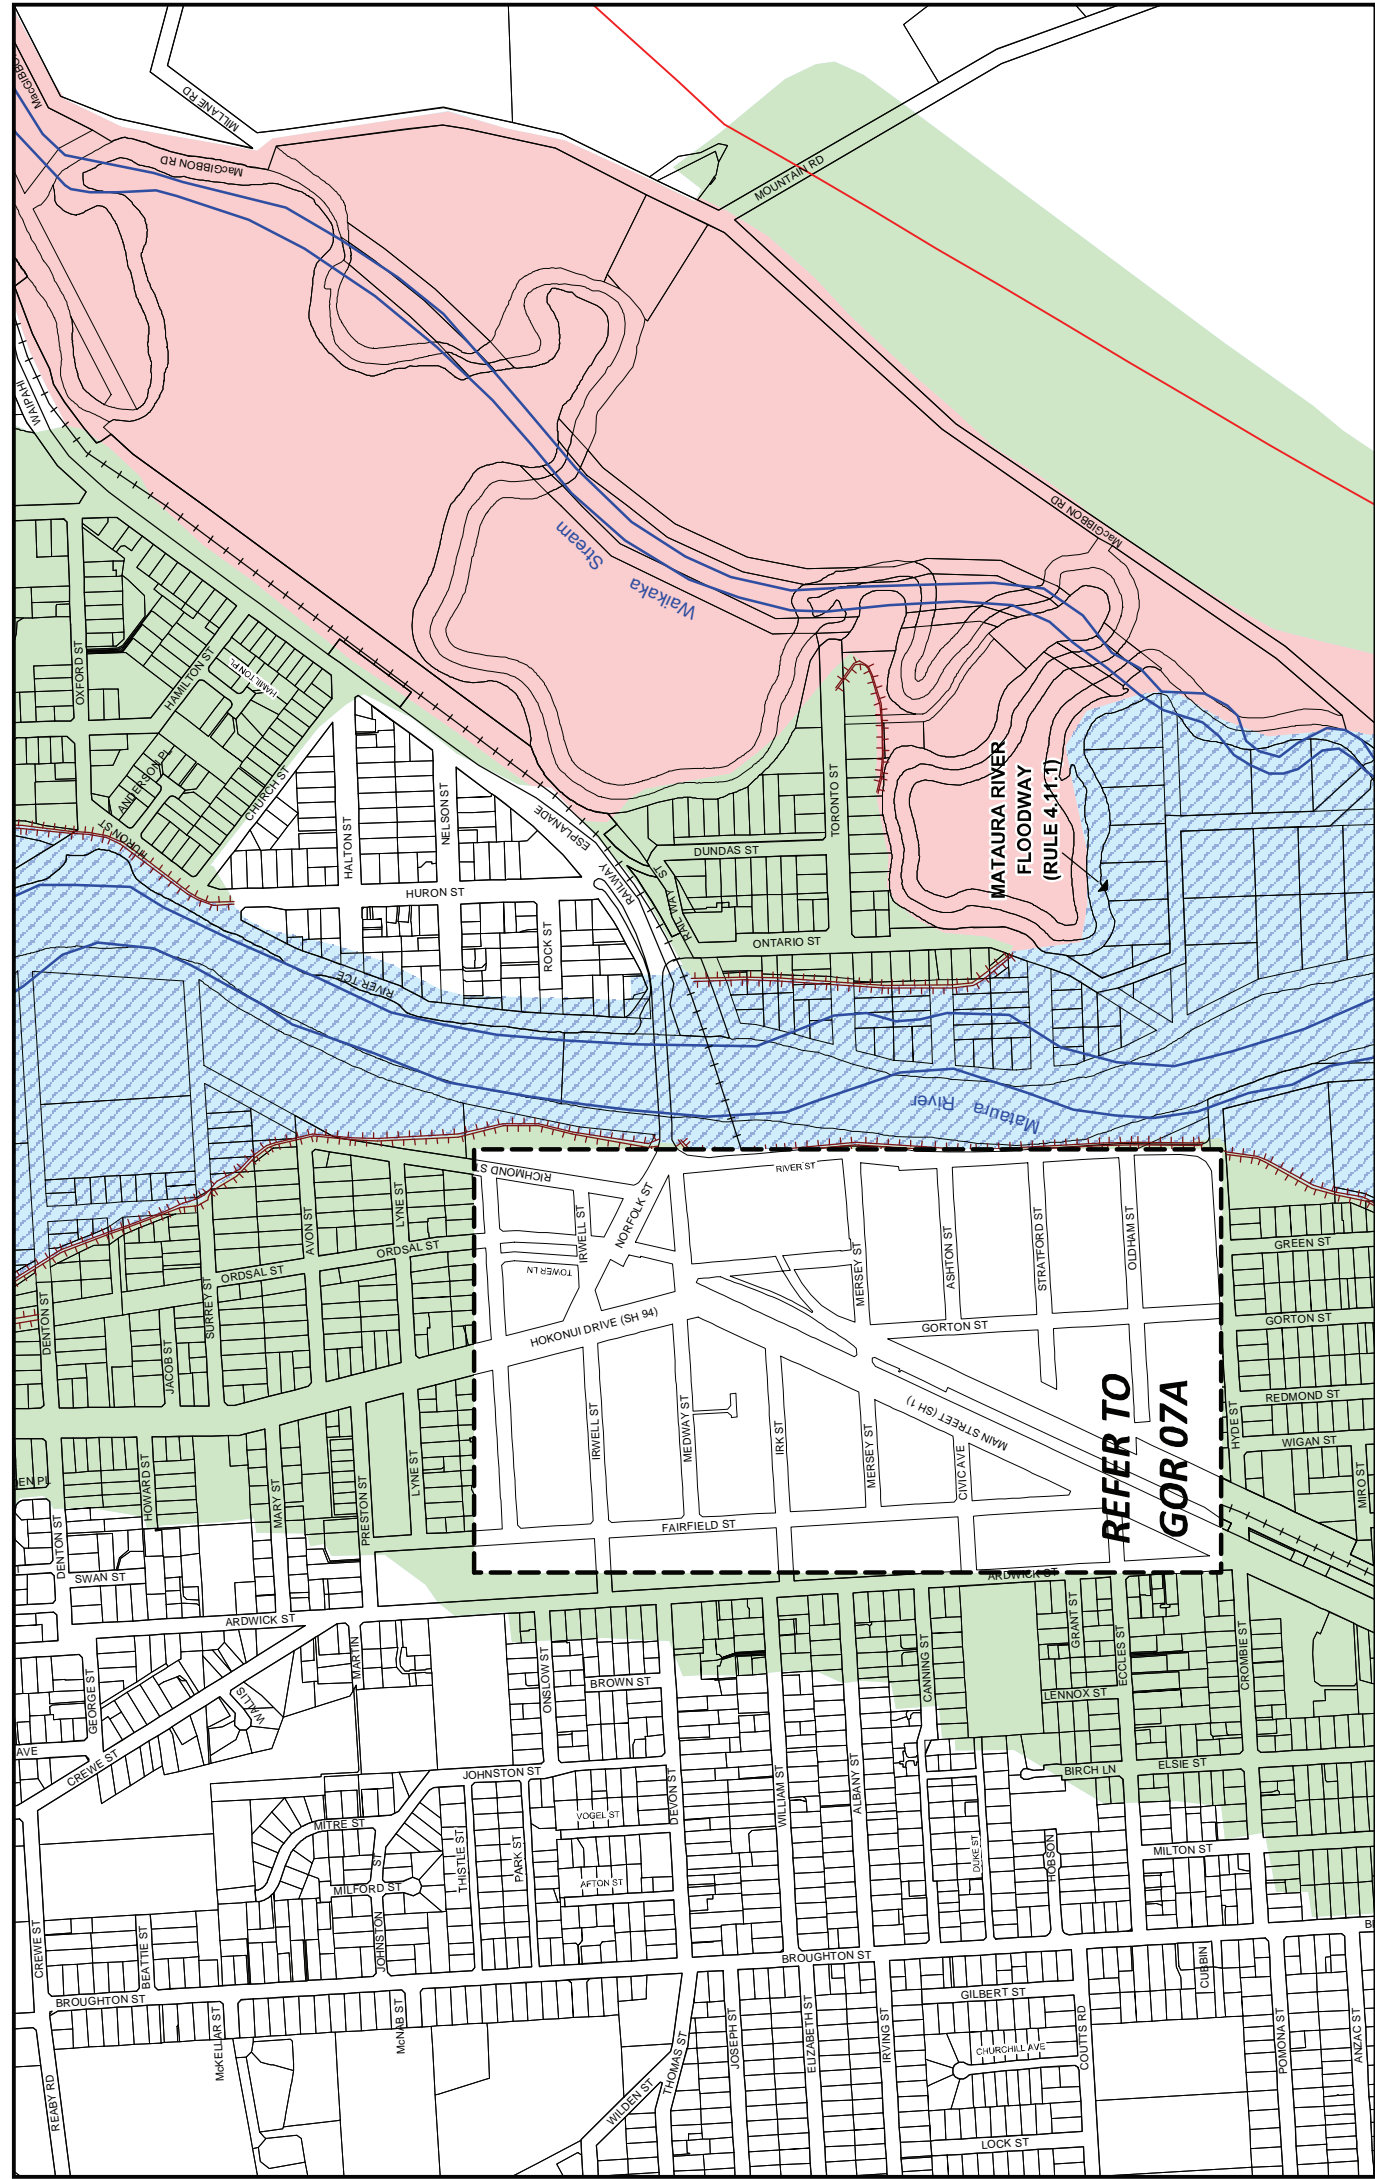 MacGIBBO
MILLANE RD
MacGIBBON RD
MOUNTAIN RD
WAIPAHI
Waikaka Stream
MacGIBBON RD
OXFORD ST
HAMILTON ST
HAMILTON PL
ANDERSON PL
HURON ST
CHURCH ST
HALTON ST
NELSON ST
HURON ST
ROCK ST
RIVER TCE
RAILWAY ESPLANADE
RAILWAY ST
DUNDAS ST
TORONTO ST
ONTARIO ST
MATAURA RIVER
FLOODWAY
(RULE 4.11.1)
Mataura River
RICHMOND ST
RIVER ST
AVON ST
LYNE ST
ORDSAL ST
ORDSAL ST
SURREY ST
DENTON ST
JACOB ST
IRWELL ST
NORFOLK ST
TOWER LN
HOKONUI DRIVE (SH 94)
MERSEY ST
ASHTON ST
STRATFORD ST
OLDHAM ST
GORTON ST
GREEN ST
GORTON ST
REDMOND ST
WIGAN ST
HYDE ST
MIRO ST
EN PL
HOWARD ST
MARY ST
PRESTON ST
LYNE ST
IRWELL ST
MEDWAY ST
IRK ST
MERSEY ST
CIVIC AVE
MAIN STREET (SH 1)
REFER TO
GOR 07A
FAIRFIELD ST
ARDWICK ST
DENTON ST
SWAN ST
ARDWICK ST
GEORGE ST
WALLIS
MARTIN
CREWE ST
AVE
ONSLOW ST
BROWN ST
CANNING ST
GRANT ST
ECCLES ST
CROMBIE ST
LENNOX ST
BIRCH LN
ELSIE ST
JOHNSTON ST
VOGEL ST
DEVON ST
WILLIAM ST
ALBANY ST
MITRE ST
MILFORD ST
JOHNSTON ST
THISTLE ST
PARK ST
AFTON ST
DUKE ST
HOBSON
MILTON ST
CREWE ST
BEATTIE ST
BROUGHTON ST
BROUGHTON ST
GILBERT ST
CUBBIN
BI
McKELLAR ST
McNAB ST
REABY RD
WILDEN ST
THOMAS ST
JOSEPH ST
ELIZABETH ST
IRVING ST
CHURCHILL AVE
COUTTS RD
LOCK ST
POMONA ST
ANZAC ST